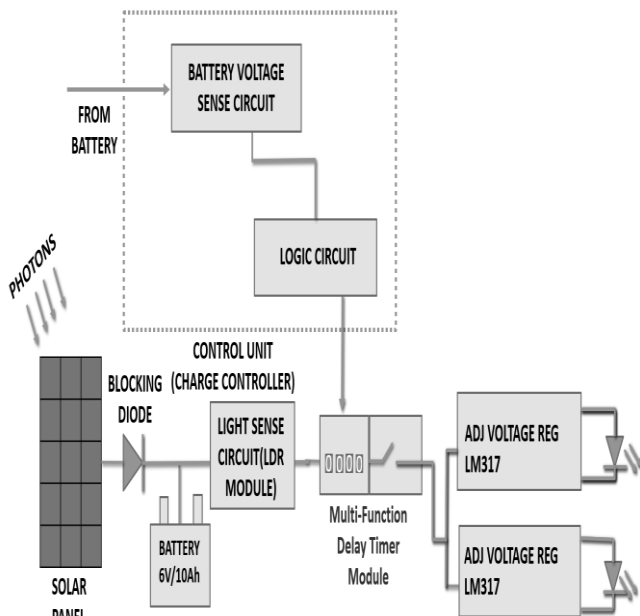 BATTERY VOLTAGE
SENSE CIRCUIT
FROM
BATTERY
LOGIC CIRCUIT
PHOTONS
CONTROL UNIT
(CHARGE CONTROLLER)
BLOCKING
DIODE
LIGHT SENSE
CIRCUIT(LDR
MODULE)
0000
ADJ VOLTAGE REG
LM317
Multi-Function
Delay Timer
Module
BATTERY
6V/10Ah
ADJ VOLTAGE REG
LM317
SOLAR
PANEL